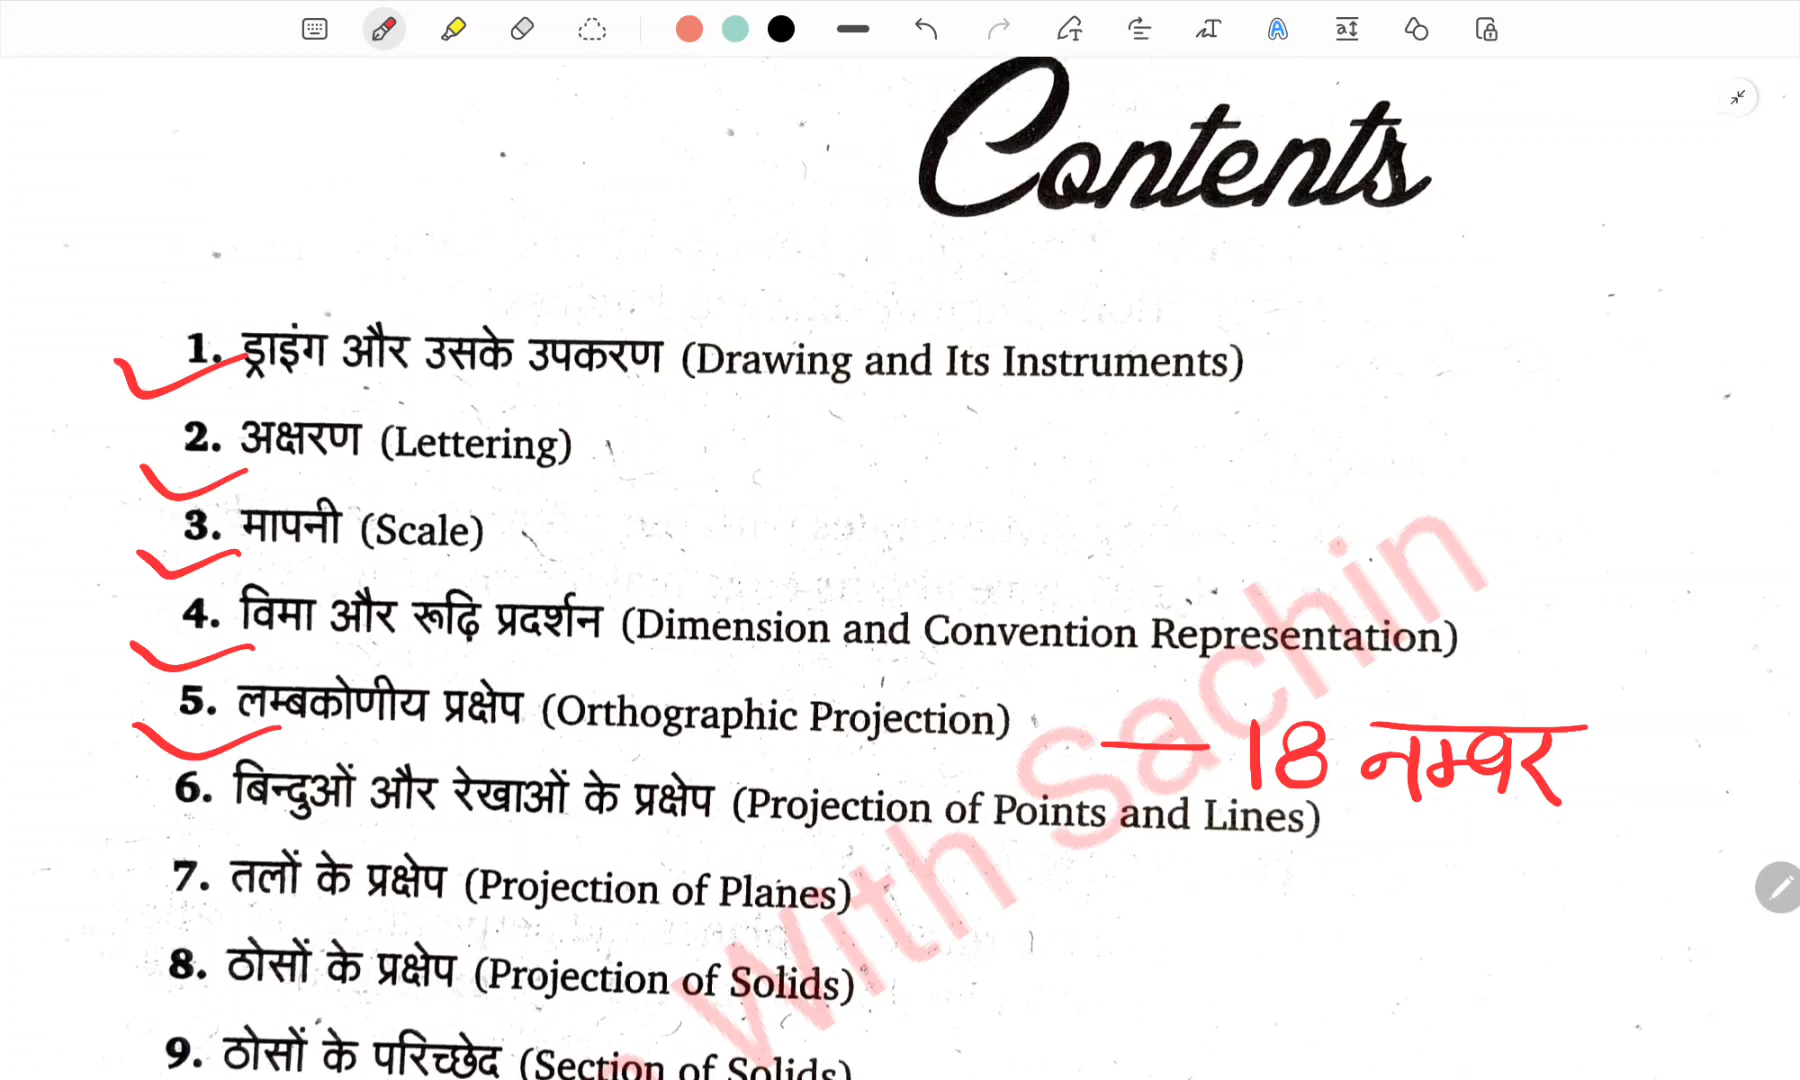 Contents
1. ड्राइंग और उसके उपकरण (Drawing and Its Instruments)
2. अक्षरण (Lettering)
3. मापनी (Scale)
4. विमा और रूढ़ि प्रदर्शन (Dimension and Convention Representation)
5. लम्बकोणीय प्रक्षेप (Orthographic Projection) — 18 नम्बर
6. बिन्दुओं और रेखाओं के प्रक्षेप (Projection of Points and Lines)
7. तलों के प्रक्षेप (Projection of Planes)
8. ठोसों के प्रक्षेप (Projection of Solids)
9. ठोसों के परिच्छेद (Section of Solids)
With Sachin